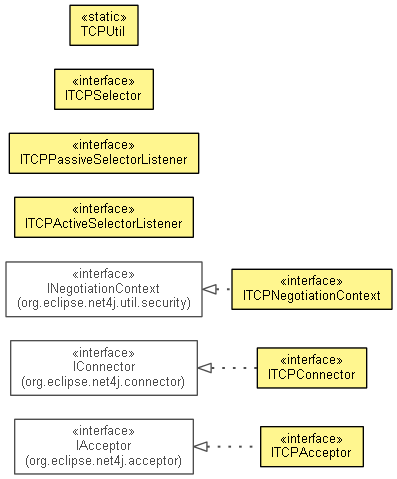 «static»
TCPUtil
«interface»
ITCPSelector
«interface»
ITCPPassiveSelectorListener
«interface»
ITCPActiveSelectorListener
«interface»
INegotiationContext
(org.eclipse.net4j.util.security)
«interface»
ITCPNegotiationContext
«interface»
IConnector
(org.eclipse.net4j.connector)
«interface»
ITCPConnector
«interface»
IAcceptor
(org.eclipse.net4j.acceptor)
«interface»
ITCPAcceptor